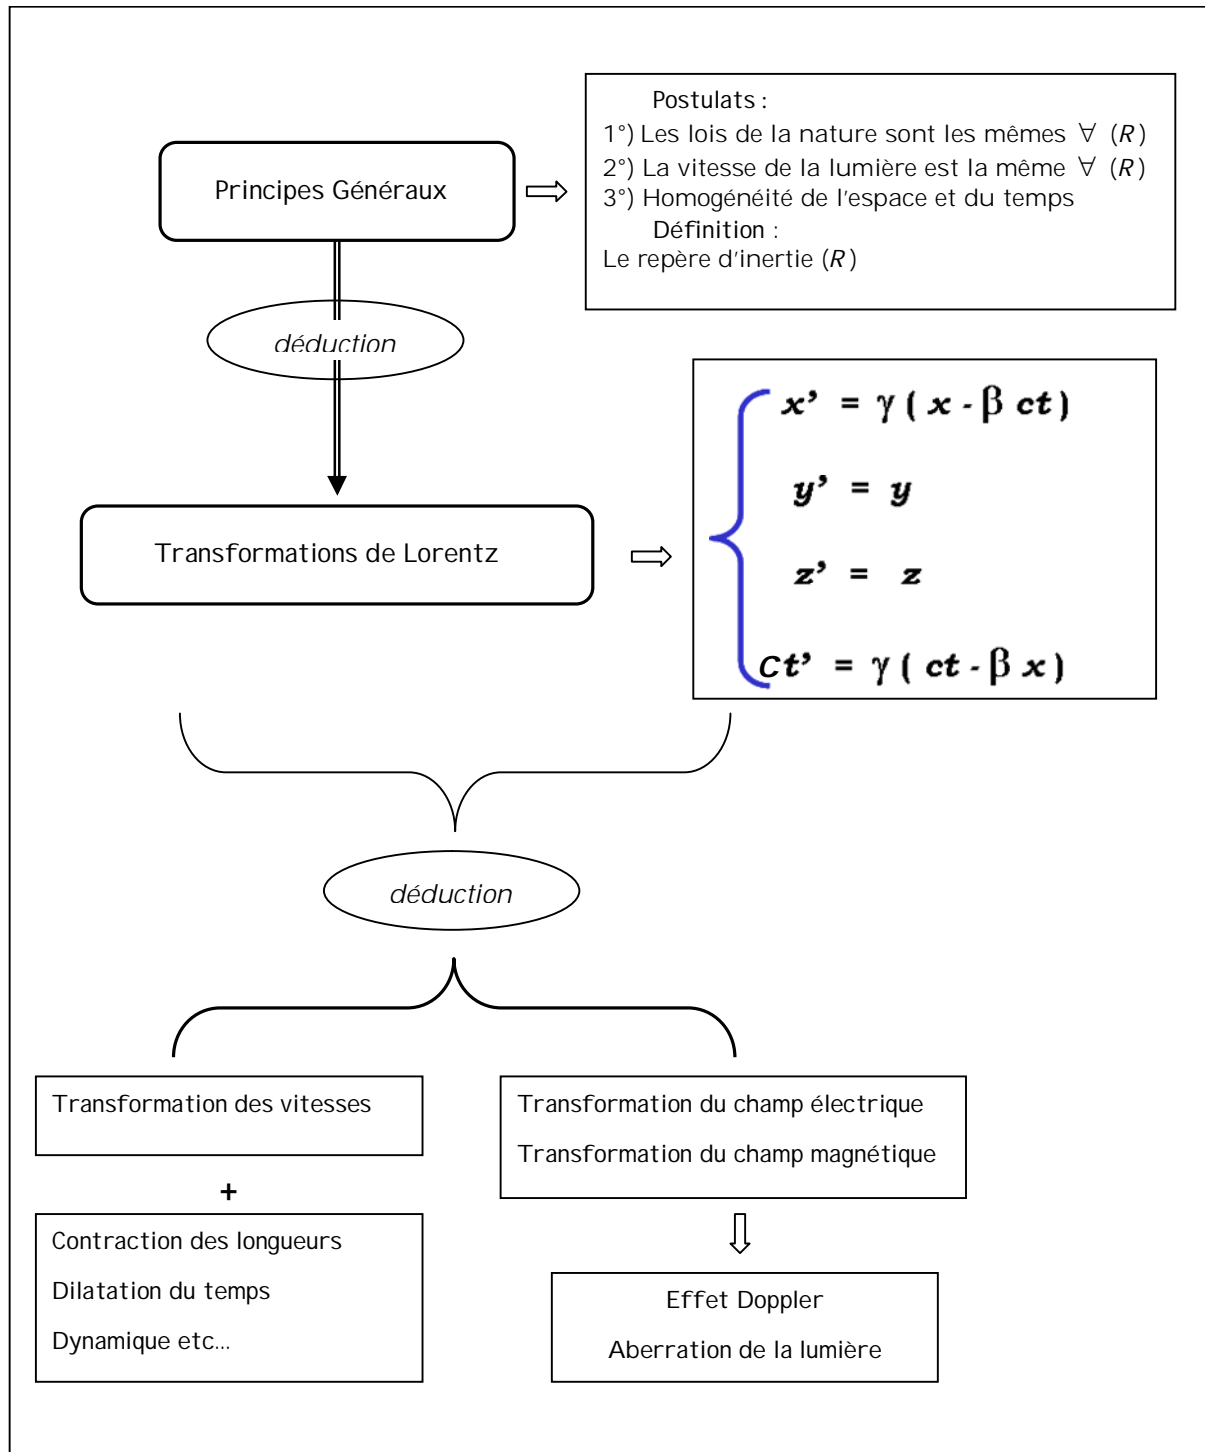 Postulats :
1°) Les lois de la nature sont les mêmes ∀ (R)
2°) La vitesse de la lumière est la même ∀ (R)
3°) Homogénéité de l'espace et du temps
Définition :
Le repère d'inertie (R)
Principes Généraux
déduction
x' = γ ( x - β ct )
y' = y
z' = z
Ct' = γ ( ct - β x )
Transformations de Lorentz
déduction
Transformation des vitesses
+
Contraction des longueurs
Dilatation du temps
Dynamique etc...
Transformation du champ électrique
Transformation du champ magnétique
Effet Doppler
Aberration de la lumière